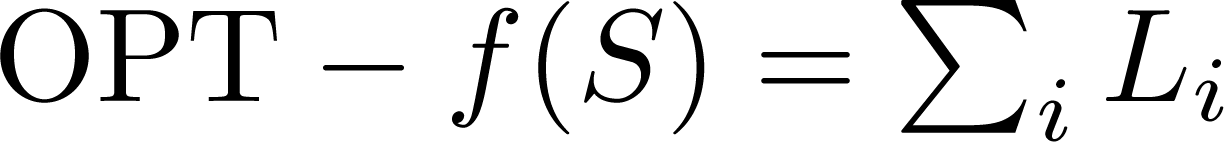 OPT − f(S) = ∑_i L_i